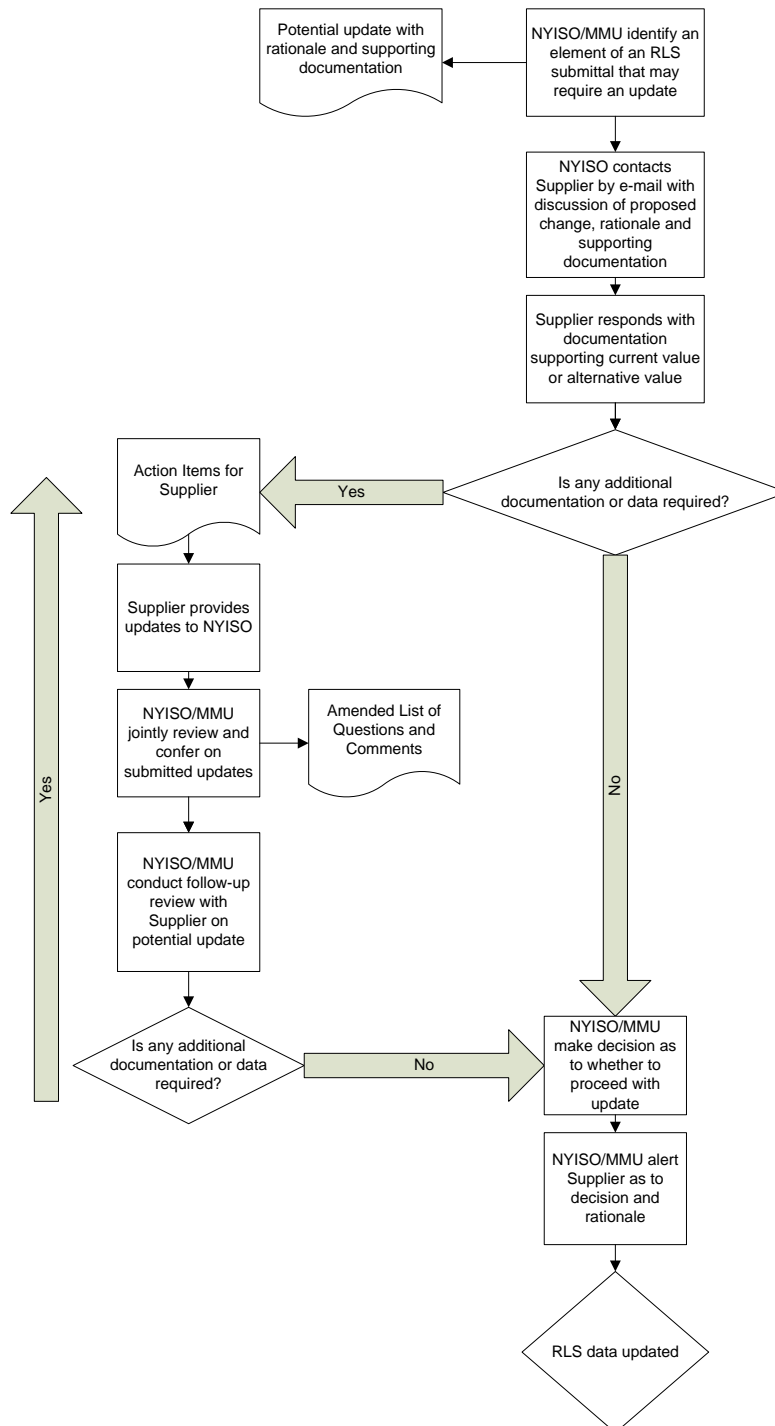 Potential update with
rationale and supporting
documentation
NYISO/MMU identify an
element of an RLS
submittal that may
require an update
NYISO contacts
Supplier by e-mail with
discussion of proposed
change, rationale and
supporting
documentation
Supplier responds with
documentation
supporting current value
or alternative value
Is any additional
documentation or data required?
Yes
Action Items for
Supplier
Supplier provides
updates to NYISO
NYISO/MMU
jointly review and
confer on
submitted updates
Amended List of
Questions and
Comments
NYISO/MMU
conduct follow-up
review with
Supplier on
potential update
Is any additional
documentation or data
required?
Yes
No
No
NYISO/MMU
make decision as
to whether to
proceed with
update
NYISO/MMU alert
Supplier as to
decision and
rationale
RLS data updated